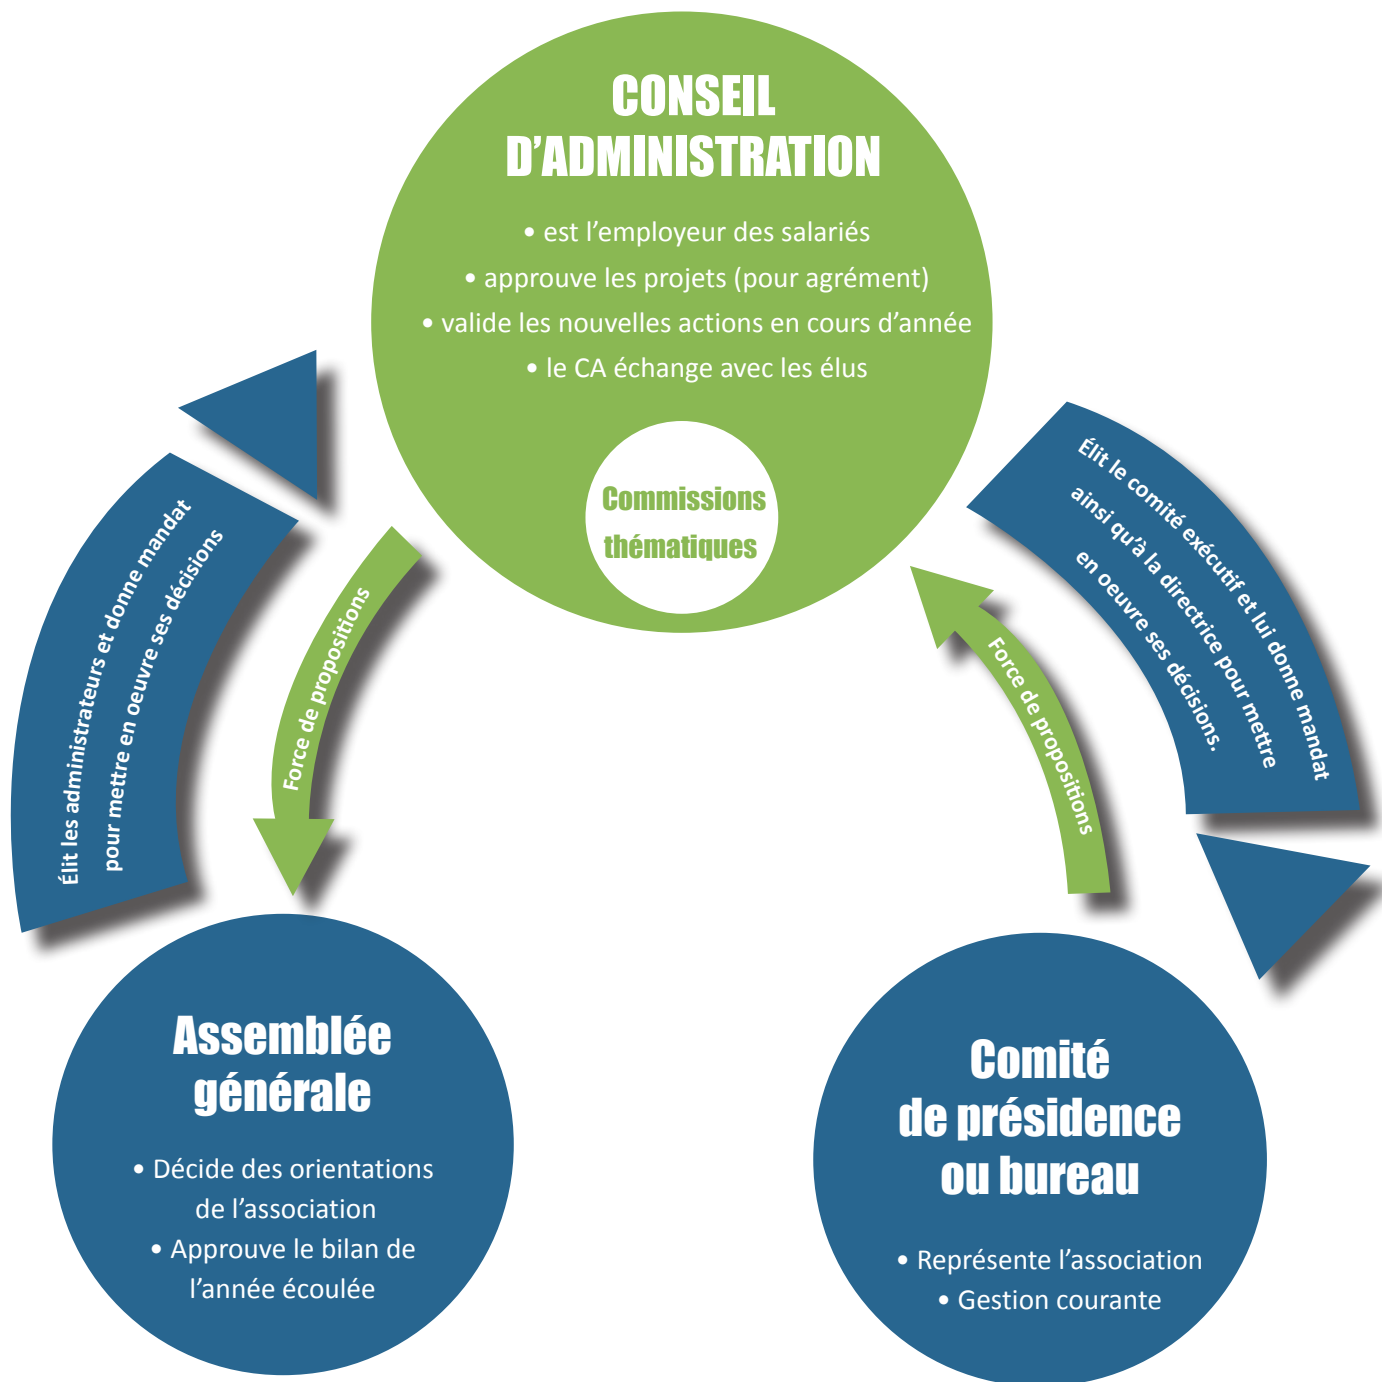 CONSEIL
D'ADMINISTRATION
• est l'employeur des salariés
• approuve les projets (pour agrément)
• valide les nouvelles actions en cours d'année
• le CA échange avec les élus
Commissions
thématiques
Élit les administrateurs et donne mandat
pour mettre en oeuvre ses décisions
Force de propositions
Force de propositions
Élit le comité exécutif et lui donne mandat
ainsi qu'à la directrice pour mettre
en oeuvre ses décisions.
Assemblée
générale
• Décide des orientations
de l'association
• Approuve le bilan de
l'année écoulée
Comité
de présidence
ou bureau
• Représente l'association
• Gestion courante